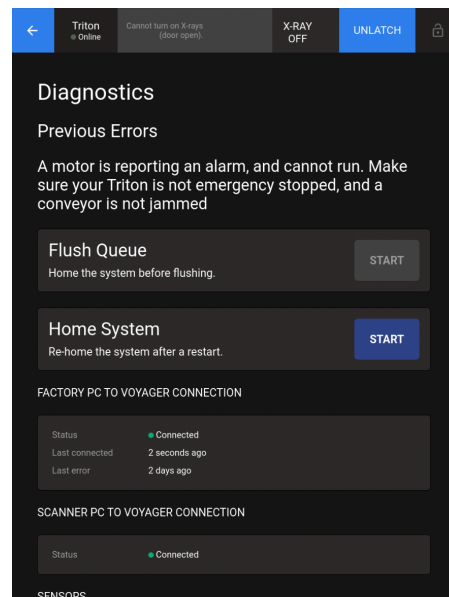 Triton
Online
Cannot turn on X-rays
(door open).
X-RAY
OFF
UNLATCH
Diagnostics
Previous Errors
A motor is reporting an alarm, and cannot run. Make
sure your Triton is not emergency stopped, and a
conveyor is not jammed
Flush Queue
Home the system before flushing.
START
Home System
Re-home the system after a restart.
START
FACTORY PC TO VOYAGER CONNECTION
Status Connected
Last connected 2 seconds ago
Last error 2 days ago
SCANNER PC TO VOYAGER CONNECTION
Status Connected
SENSORS